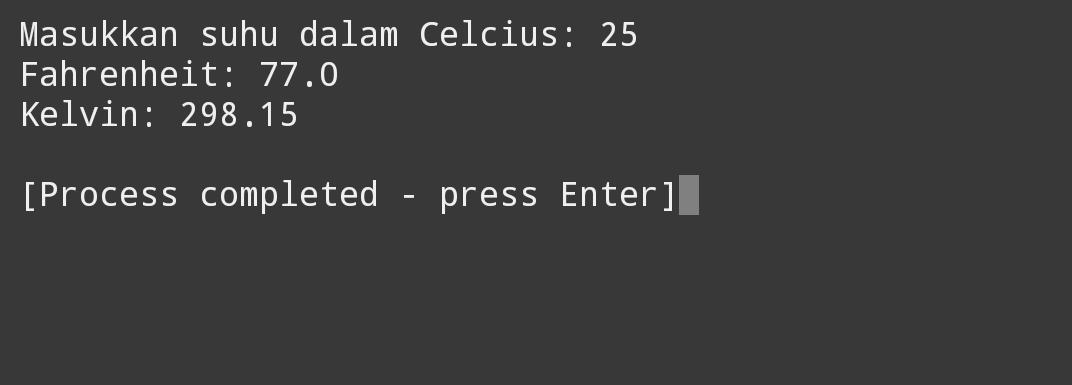 Masukkan suhu dalam Celcius: 25
Fahrenheit: 77.0
Kelvin: 298.15
[Process completed - press Enter]